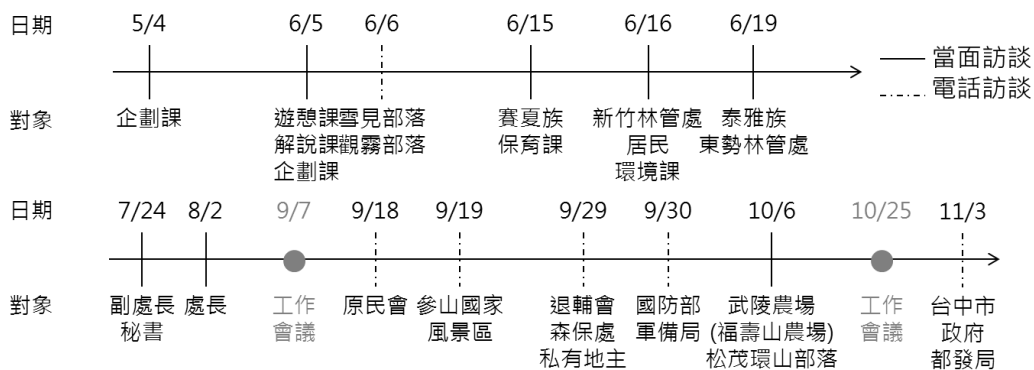 日期 5/4 6/5 6/6 6/15 6/16 6/19
當面訪談
電話訪談
對象 企劃課 遊憩課 雪見部落 賽夏族 新竹林管處 泰雅族
解說課 觀霧部落 保育課 居民 東勢林管處
企劃課 環境課
日期 7/24 8/2 9/7 9/18 9/19 9/29 9/30 10/6 10/25 11/3
對象 副處長 處長 工作 原民會 參山國家 退輔會 國防部 武陵農場 工作 台中市
秘書 會議 風景區 森保處 軍備局 (福壽山農場) 會議 政府
私有地主 松茂環山部落 都發局